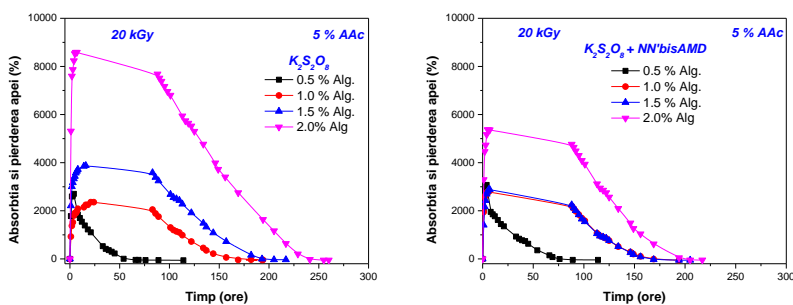 20 kGy
5 % AAc
K₂S₂O₈
0.5 % Alg.
1.0 % Alg.
1.5 % Alg.
2.0% Alg
Absorbtia si pierderea apei (%)
10000
8000
6000
4000
2000
0
0 50 100 150 200 250 300
Timp (ore)
20 kGy
5 % AAc
K₂S₂O₈ + NN'bisAMD
0.5 % Alg.
1.0 % Alg.
1.5 % Alg.
2.0% Alg
Absorbtia si pierderea apei (%)
10000
8000
6000
4000
2000
0
0 50 100 150 200 250 300
Timp (ore)